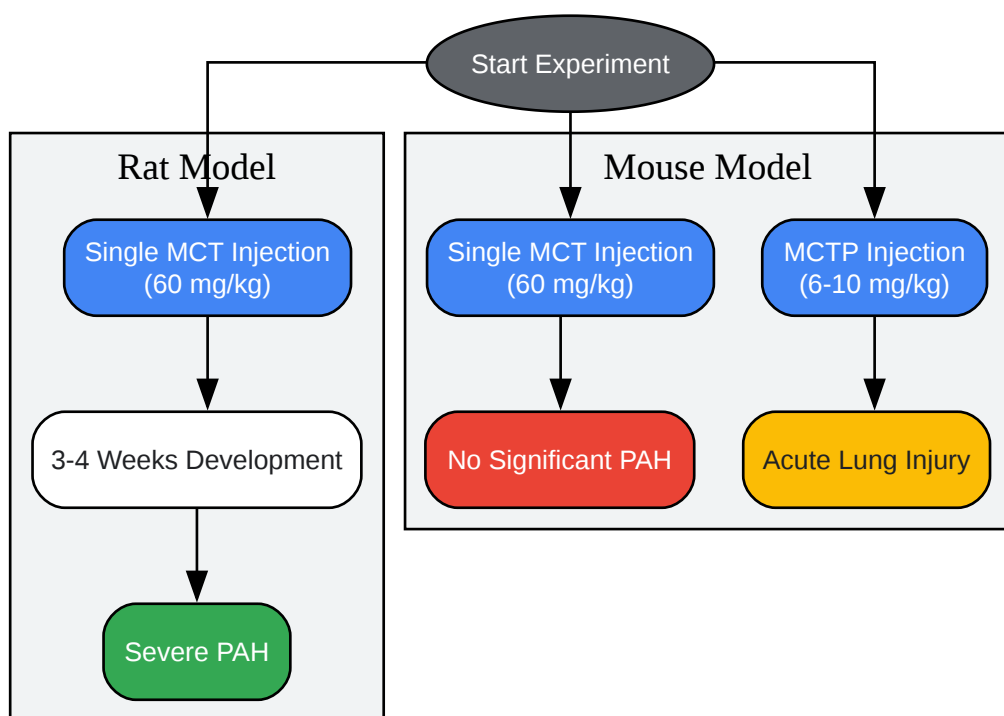 Start Experiment
Rat Model
Single MCT Injection
(60 mg/kg)
3-4 Weeks Development
Severe PAH
Mouse Model
Single MCT Injection
(60 mg/kg)
No Significant PAH
MCTP Injection
(6-10 mg/kg)
Acute Lung Injury